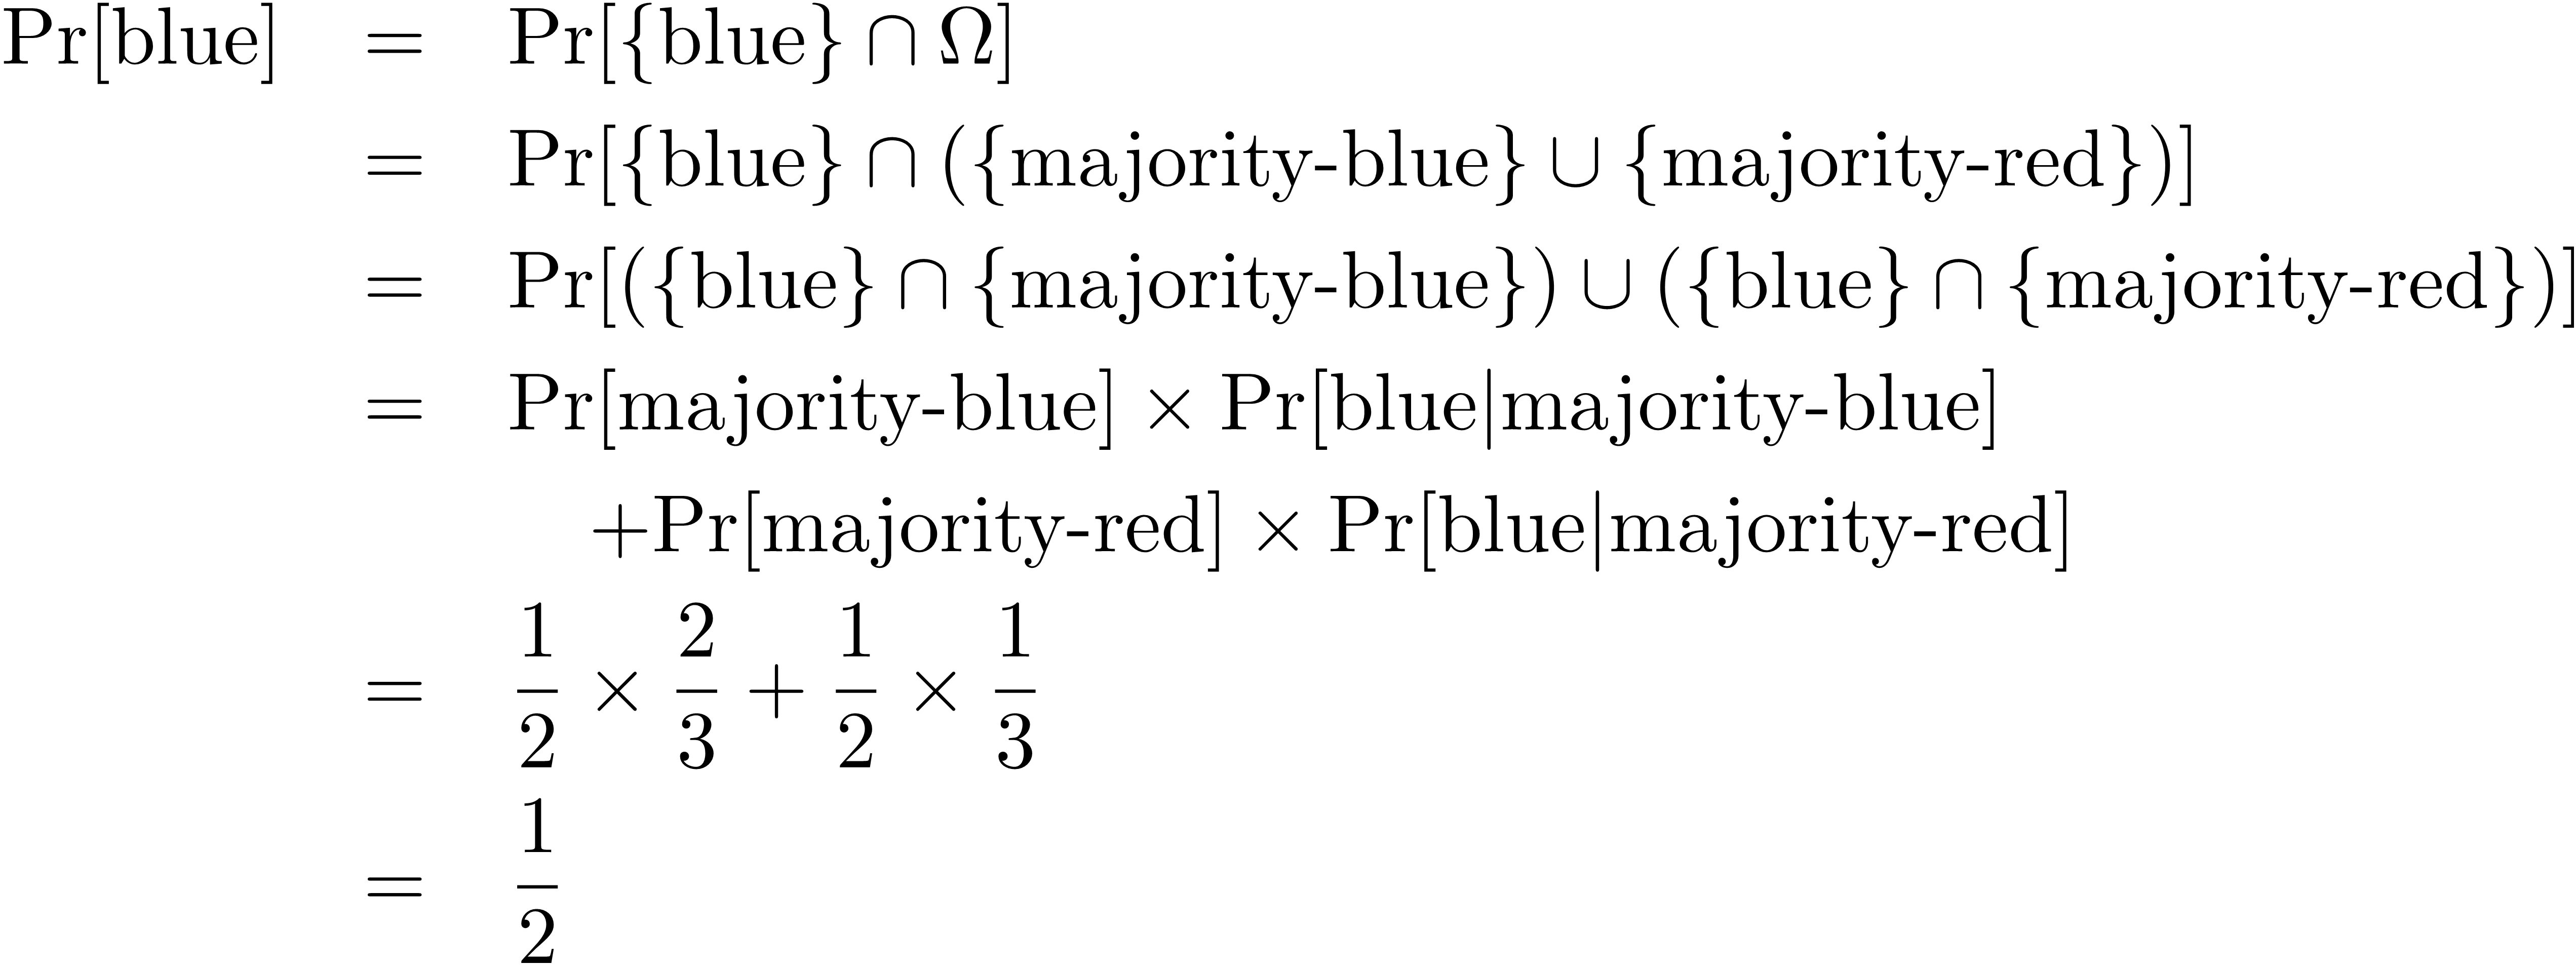 Pr[blue] = Pr[{blue} ∩ Ω]
= Pr[{blue} ∩ ({majority-blue} ∪ {majority-red})]
= Pr[({blue} ∩ {majority-blue}) ∪ ({blue} ∩ {majority-red})]
= Pr[majority-blue] × Pr[blue|majority-blue]
+Pr[majority-red] × Pr[blue|majority-red]
= 1/2 × 2/3 + 1/2 × 1/3
= 1/2